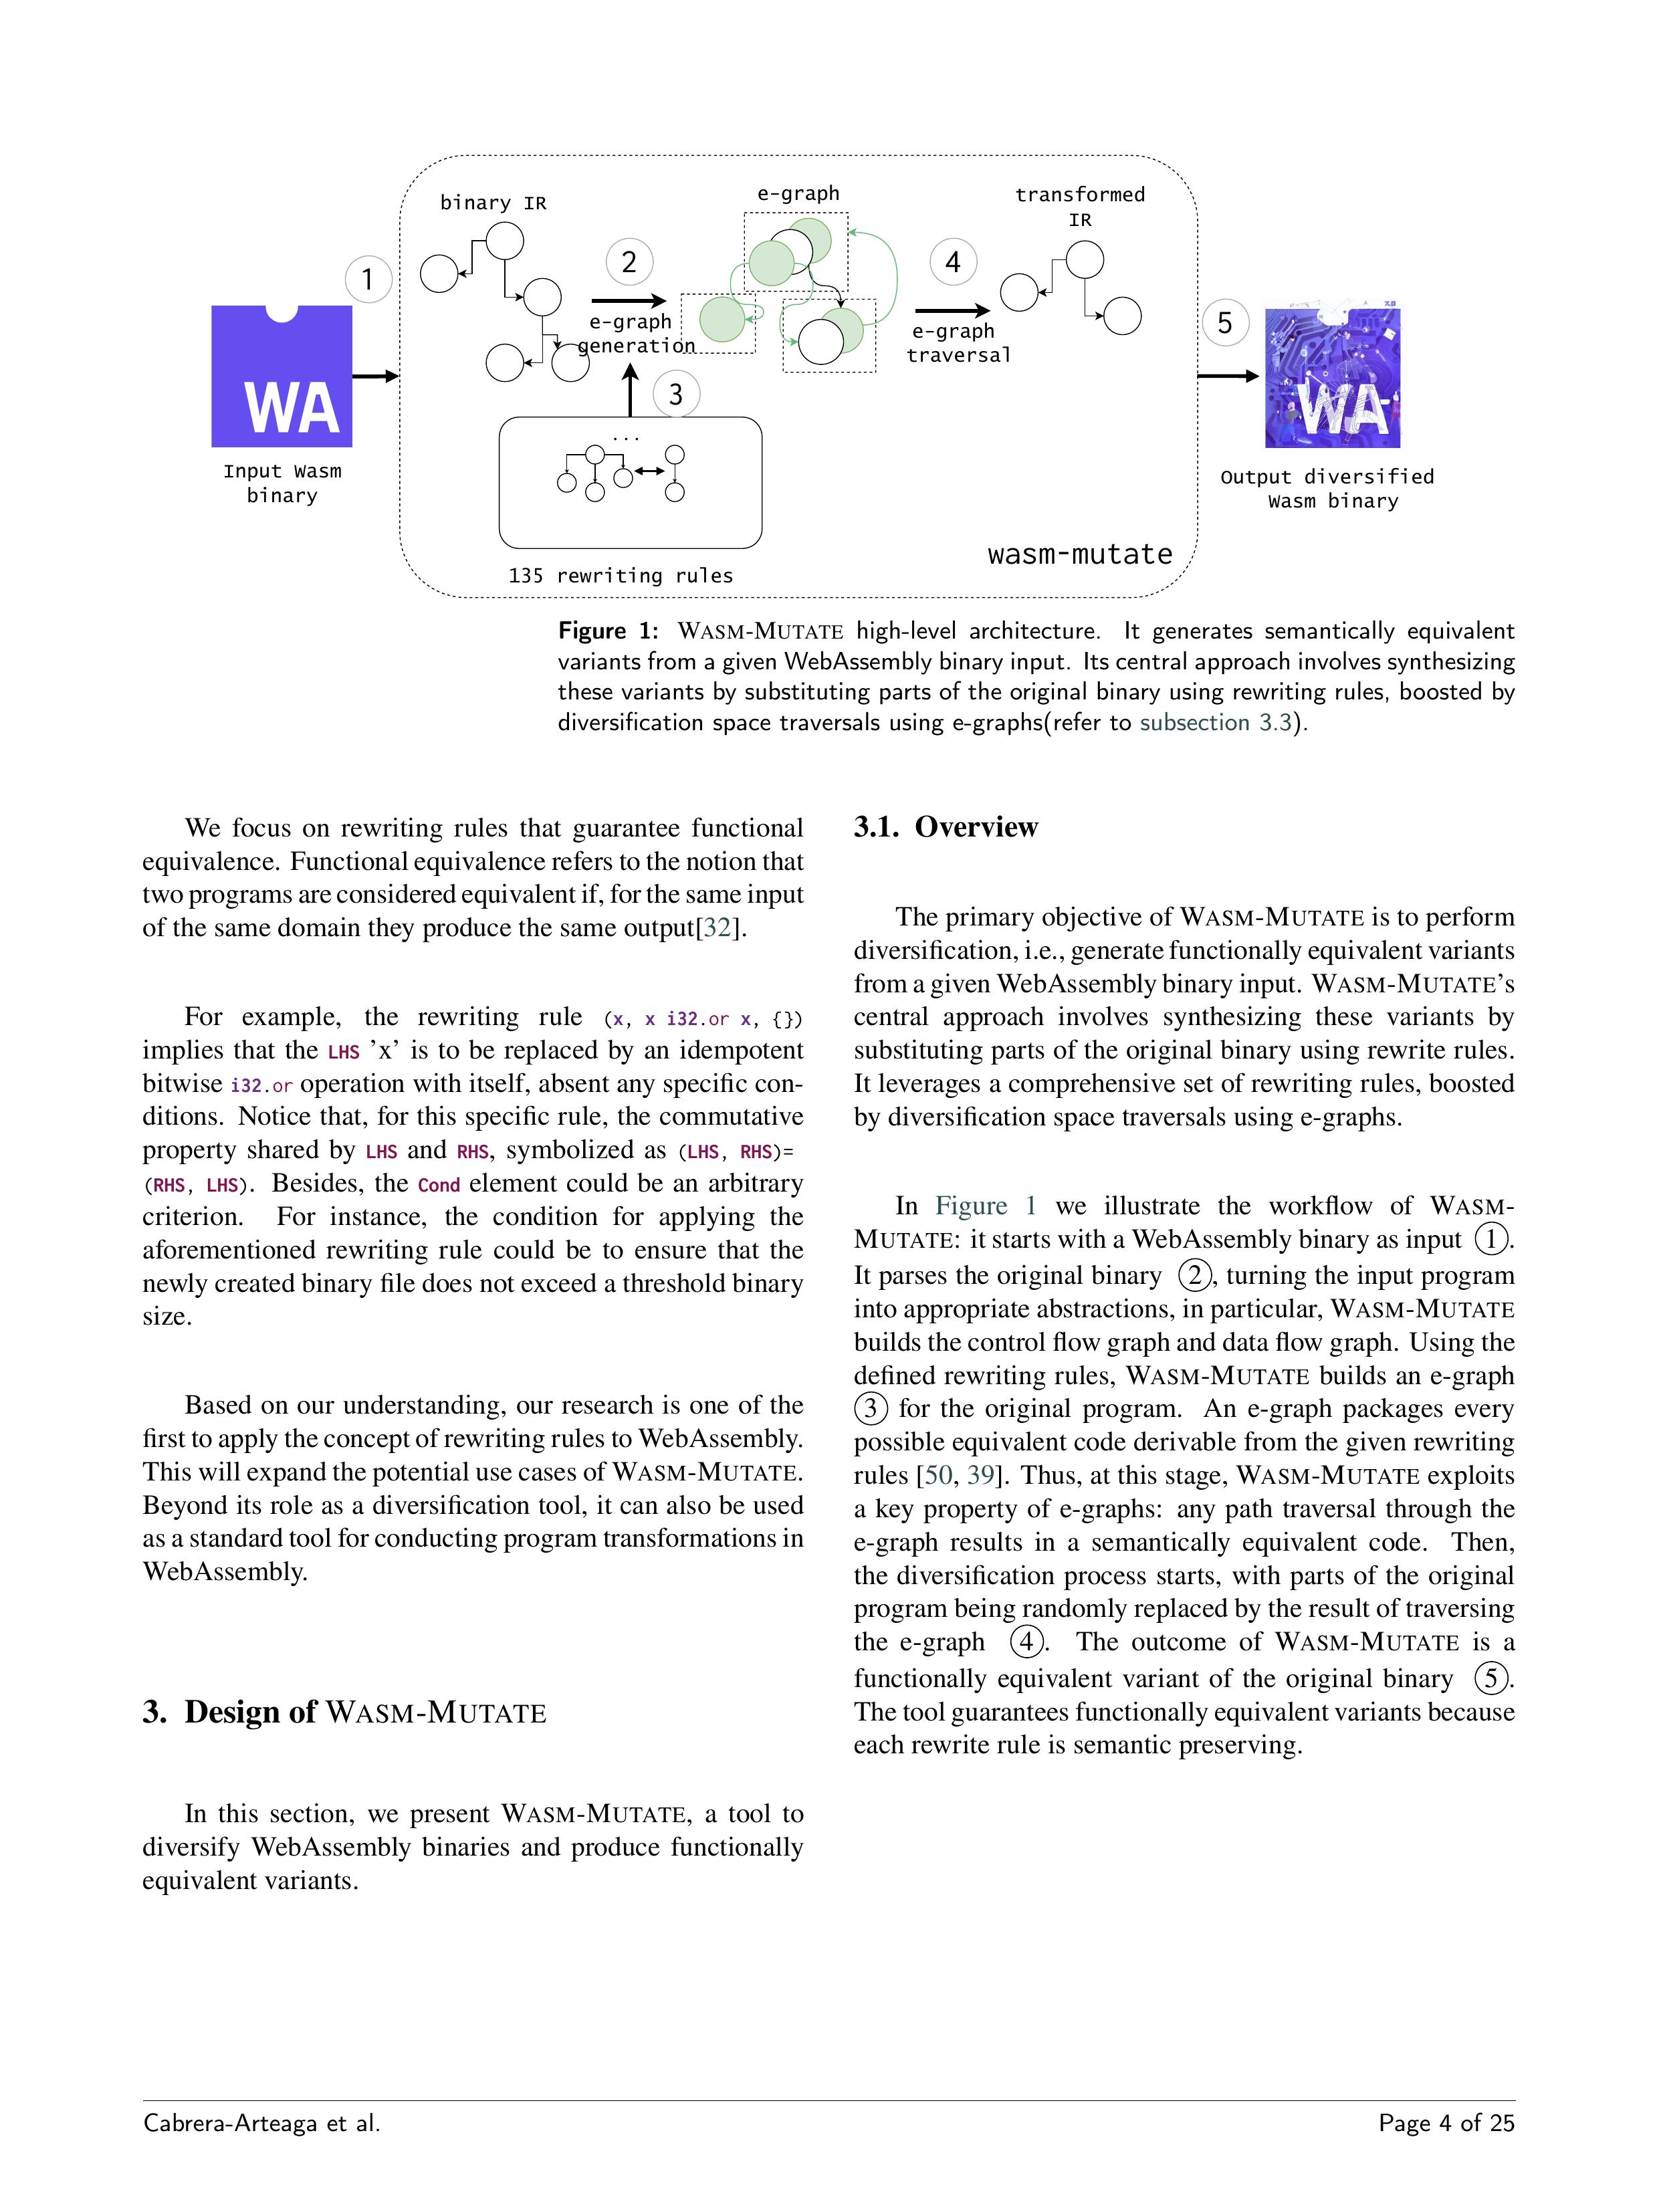 binary IR
e-graph
transformed
IR
1
2
4
5
e-graph
generation
e-graph
traversal
3
WA
WA
...
Input Wasm
binary
Output diversified
Wasm binary
wasm-mutate
135 rewriting rules
Figure 1: WASM-MUTATE high-level architecture. It generates semantically equivalent
variants from a given WebAssembly binary input. Its central approach involves synthesizing
these variants by substituting parts of the original binary using rewriting rules, boosted by
diversification space traversals using e-graphs(refer to subsection 3.3).
We focus on rewriting rules that guarantee functional
equivalence. Functional equivalence refers to the notion that
two programs are considered equivalent if, for the same input
of the same domain they produce the same output[32].
For example, the rewriting rule (x, x i32.or x, {})
implies that the LHS 'x' is to be replaced by an idempotent
bitwise i32.or operation with itself, absent any specific con-
ditions. Notice that, for this specific rule, the commutative
property shared by LHS and RHS, symbolized as (LHS, RHS)=
(RHS, LHS). Besides, the Cond element could be an arbitrary
criterion. For instance, the condition for applying the
aforementioned rewriting rule could be to ensure that the
newly created binary file does not exceed a threshold binary
size.
Based on our understanding, our research is one of the
first to apply the concept of rewriting rules to WebAssembly.
This will expand the potential use cases of WASM-MUTATE.
Beyond its role as a diversification tool, it can also be used
as a standard tool for conducting program transformations in
WebAssembly.
3. Design of WASM-MUTATE
In this section, we present WASM-MUTATE, a tool to
diversify WebAssembly binaries and produce functionally
equivalent variants.
3.1. Overview
The primary objective of WASM-MUTATE is to perform
diversification, i.e., generate functionally equivalent variants
from a given WebAssembly binary input. WASM-MUTATE's
central approach involves synthesizing these variants by
substituting parts of the original binary using rewrite rules.
It leverages a comprehensive set of rewriting rules, boosted
by diversification space traversals using e-graphs.
In Figure 1 we illustrate the workflow of WASM-
MUTATE: it starts with a WebAssembly binary as input ①.
It parses the original binary ②, turning the input program
into appropriate abstractions, in particular, WASM-MUTATE
builds the control flow graph and data flow graph. Using the
defined rewriting rules, WASM-MUTATE builds an e-graph
③ for the original program. An e-graph packages every
possible equivalent code derivable from the given rewriting
rules [50, 39]. Thus, at this stage, WASM-MUTATE exploits
a key property of e-graphs: any path traversal through the
e-graph results in a semantically equivalent code. Then,
the diversification process starts, with parts of the original
program being randomly replaced by the result of traversing
the e-graph ④. The outcome of WASM-MUTATE is a
functionally equivalent variant of the original binary ⑤.
The tool guarantees functionally equivalent variants because
each rewrite rule is semantic preserving.
Cabrera-Arteaga et al.
Page 4 of 25